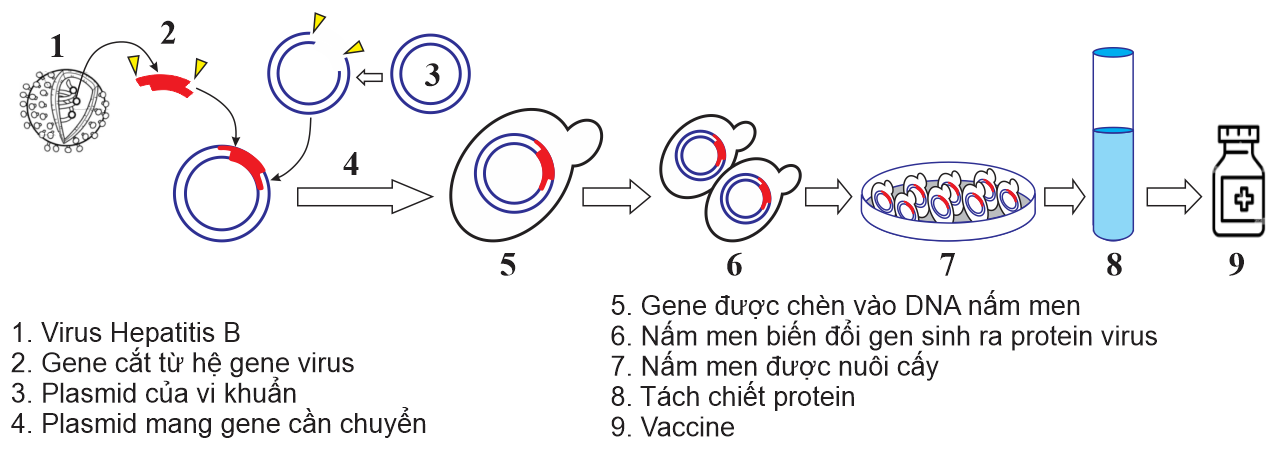 1
2
3
4
5
6
7
8
9
1. Virus Hepatitis B
2. Gene cắt từ hệ gene virus
3. Plasmid của vi khuẩn
4. Plasmid mang gene cần chuyển
5. Gene được chèn vào DNA nấm men
6. Nấm men biến đổi gen sinh ra protein virus
7. Nấm men được nuôi cấy
8. Tách chiết protein
9. Vaccine